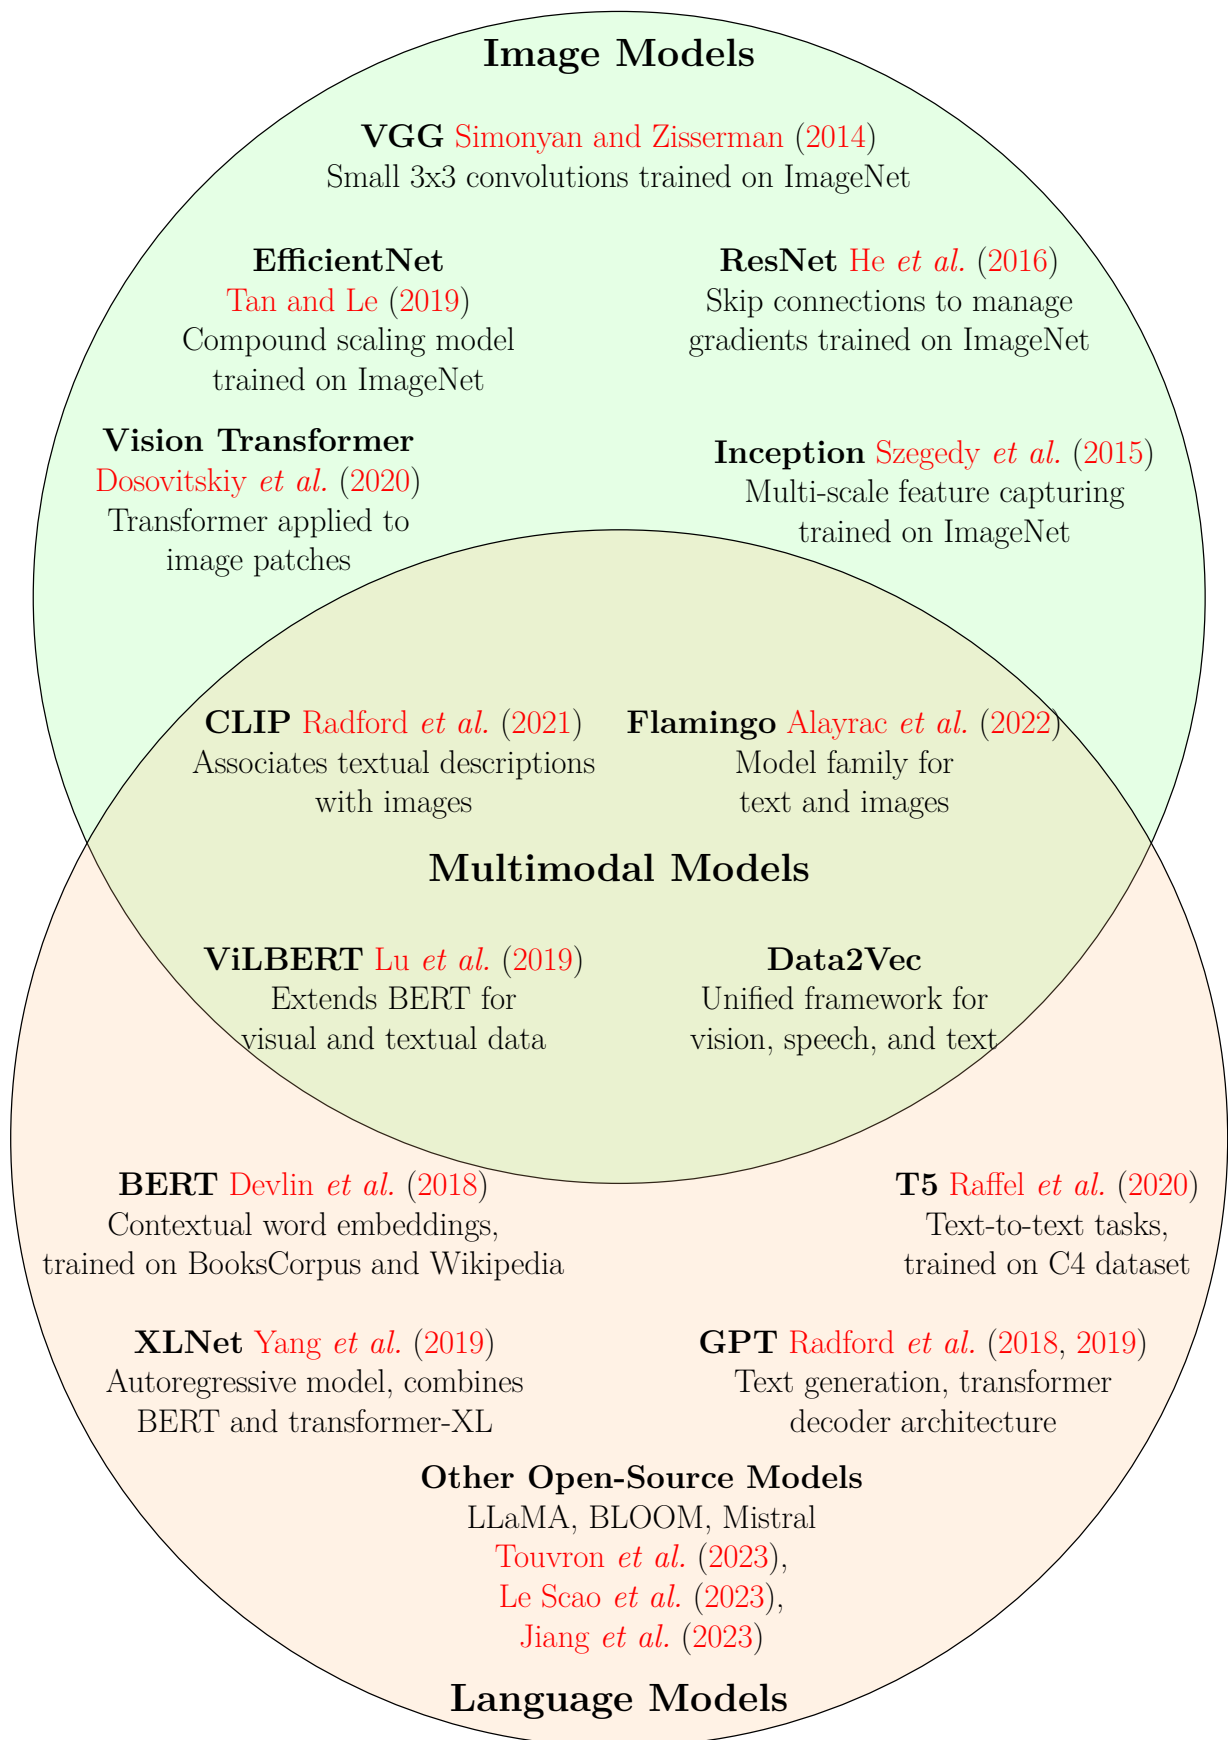 Image Models
VGG Simonyan and Zisserman (2014)
Small 3x3 convolutions trained on ImageNet
EfficientNet
Tan and Le (2019)
Compound scaling model
trained on ImageNet
ResNet He et al. (2016)
Skip connections to manage
gradients trained on ImageNet
Vision Transformer
Dosovitskiy et al. (2020)
Transformer applied to
image patches
Inception Szegedy et al. (2015)
Multi-scale feature capturing
trained on ImageNet
CLIP Radford et al. (2021)
Associates textual descriptions
with images
Flamingo Alayrac et al. (2022)
Model family for
text and images
Multimodal Models
ViLBERT Lu et al. (2019)
Extends BERT for
visual and textual data
Data2Vec
Unified framework for
vision, speech, and text
BERT Devlin et al. (2018)
Contextual word embeddings,
trained on BooksCorpus and Wikipedia
T5 Raffel et al. (2020)
Text-to-text tasks,
trained on C4 dataset
XLNet Yang et al. (2019)
Autoregressive model, combines
BERT and transformer-XL
GPT Radford et al. (2018, 2019)
Text generation, transformer
decoder architecture
Other Open-Source Models
LLaMA, BLOOM, Mistral
Touvron et al. (2023),
Le Scao et al. (2023),
Jiang et al. (2023)
Language Models